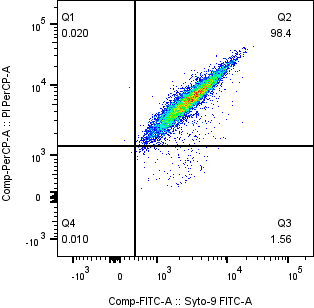 Q1
0.020
Q2
98.4
Q4
0.010
Q3
1.56
10^5
10^4
10^3
0
-10^3
Comp-PerCP-A :: PI PerCP-A
-10^3
0
10^3
10^4
10^5
Comp-FITC-A :: Syto-9 FITC-A